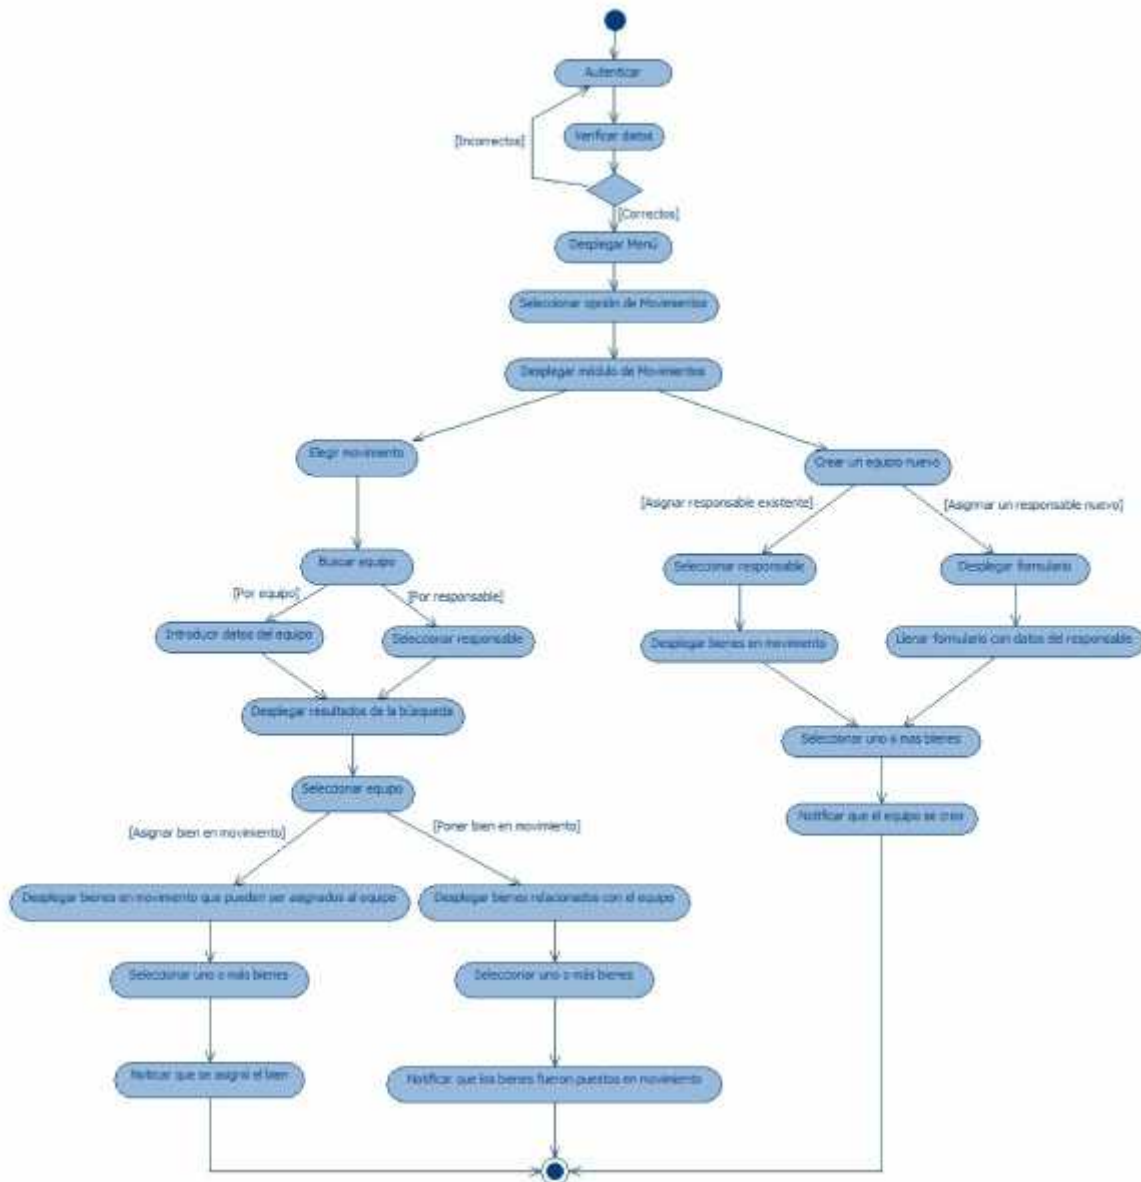 Autenticar
Verificar datos
[Incorrectos]
[Correctos]
Desplegar Menú
Seleccionar opción de Movimientos
Desplegar módulo de Movimientos
Elegir movimiento
Crear un equipo nuevo
[Asignar responsable existente]
[Asignar un responsable nuevo]
Buscar equipo
Seleccionar responsable
Desplegar formulario
[Por equipo]
[Por responsable]
Introducir datos del equipo
Seleccionar responsable
Desplegar bienes en movimiento
Llenar formulario con datos del responsable
Desplegar resultados de la búsqueda
Seleccionar uno o mas bienes
Seleccionar equipo
Notificar que el equipo se creo
[Asignar bien en movimiento]
[Poner bien en movimiento]
Desplegar bienes en movimiento que pueden ser asignados al equipo
Desplegar bienes relacionados con el equipo
Seleccionar uno o más bienes
Seleccionar uno o más bienes
Notificar que se asignó el bien
Notificar que los bienes fueron puestos en movimiento